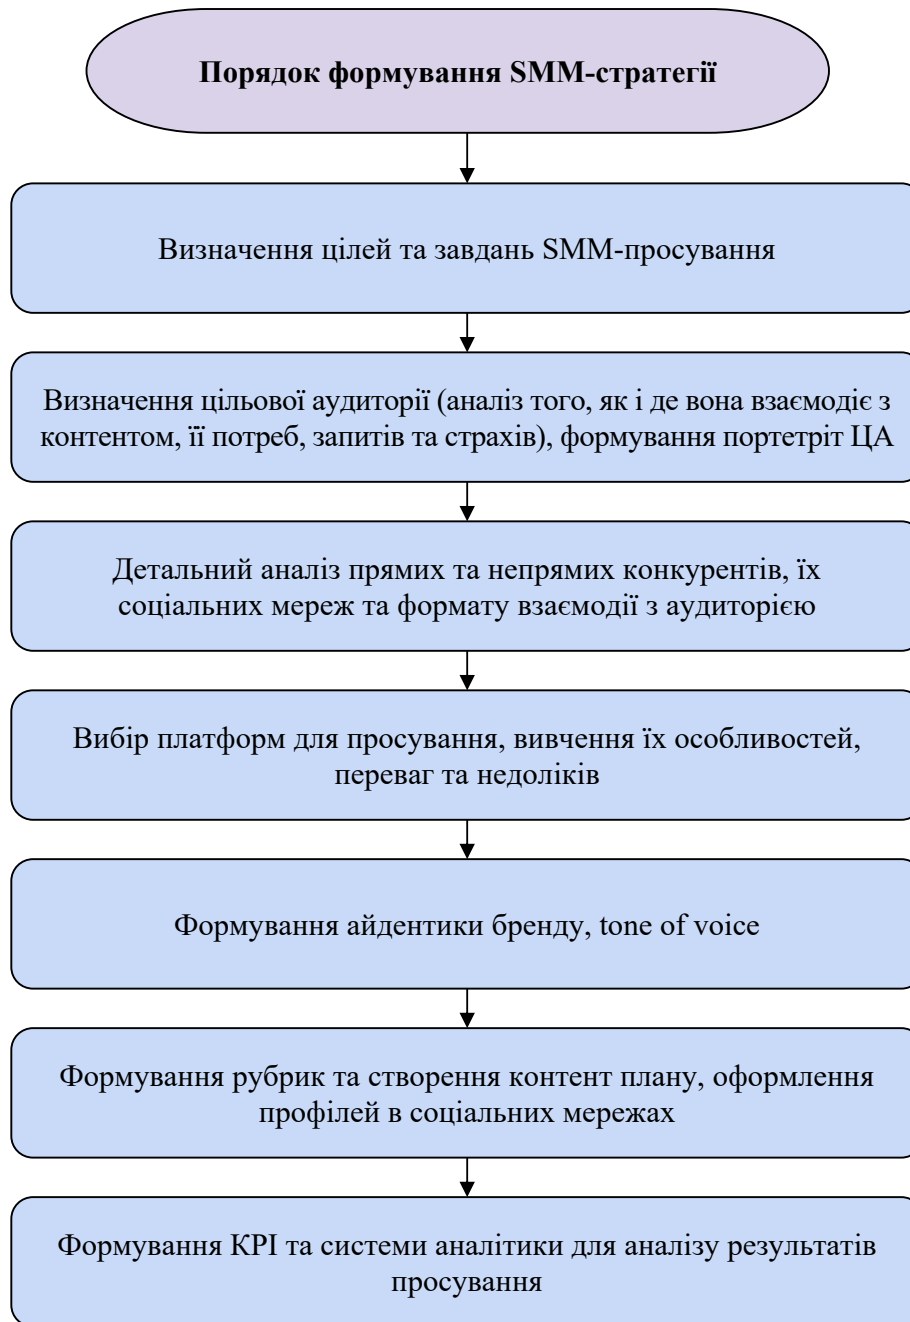 Порядок формування SMM-стратегії
Визначення цілей та завдань SMM-просування
Визначення цільової аудиторії (аналіз того, як і де вона взаємодіє з
контентом, її потреб, запитів та страхів), формування портетріт ЦА
Детальний аналіз прямих та непрямих конкурентів, їх
соціальних мереж та формату взаємодії з аудиторією
Вибір платформ для просування, вивчення їх особливостей,
переваг та недоліків
Формування айдентики бренду, tone of voice
Формування рубрик та створення контент плану, оформлення
профілей в соціальних мережах
Формування KPI та системи аналітики для аналізу результатів
просування